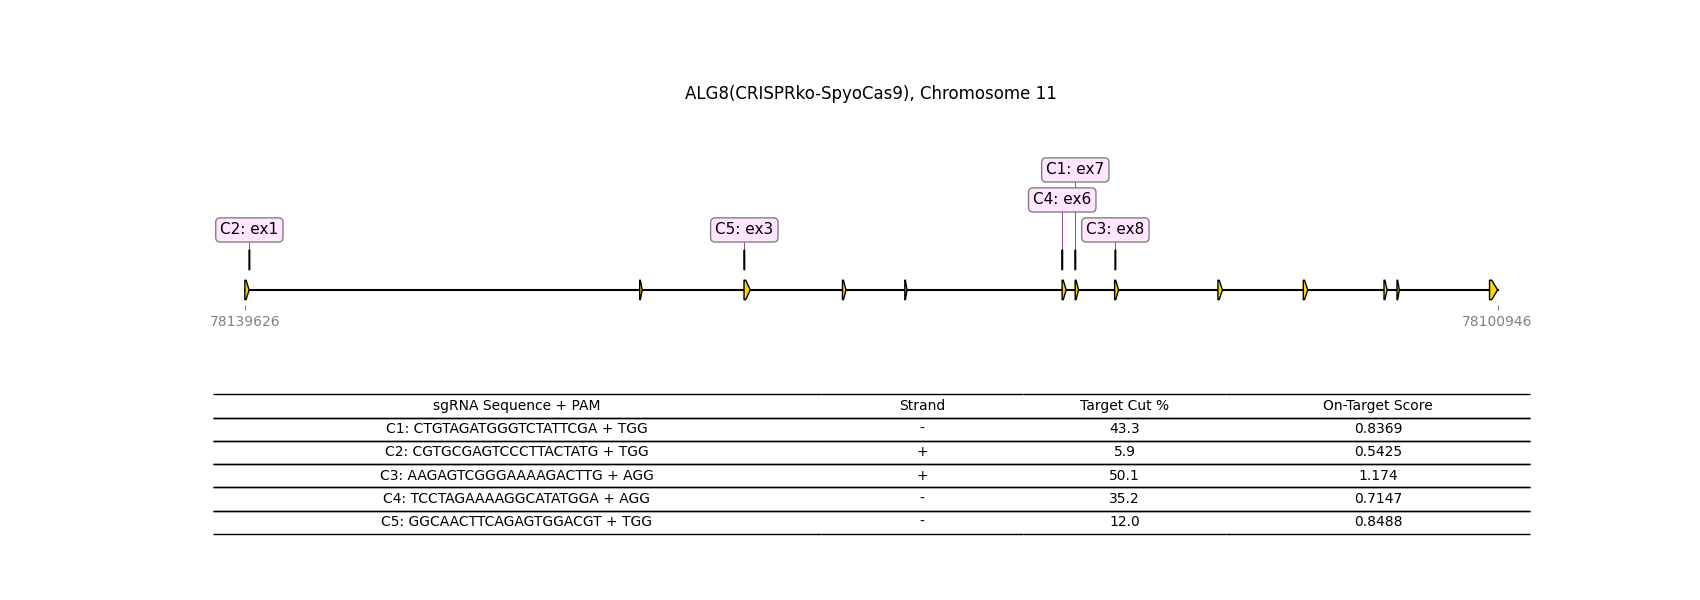 ALG8(CRISPRko-SpyoCas9), Chromosome 11
C1: ex7
C4: ex6
C2: ex1 C5: ex3 C3: ex8
78139626 78100946
sgRNA Sequence + PAM Strand Target Cut % On-Target Score
C1: CTGTAGATGGGTCTATTCGA + TGG - 43.3 0.8369
C2: CGTGCGAGTCCCTTACTATG + TGG + 5.9 0.5425
C3: AAGAGTCGGGAAAAGACTTG + AGG + 50.1 1.174
C4: TCCTAGAAAAGGCATATGGA + AGG - 35.2 0.7147
C5: GGCAACTTCAGAGTGGACGT + TGG - 12.0 0.8488